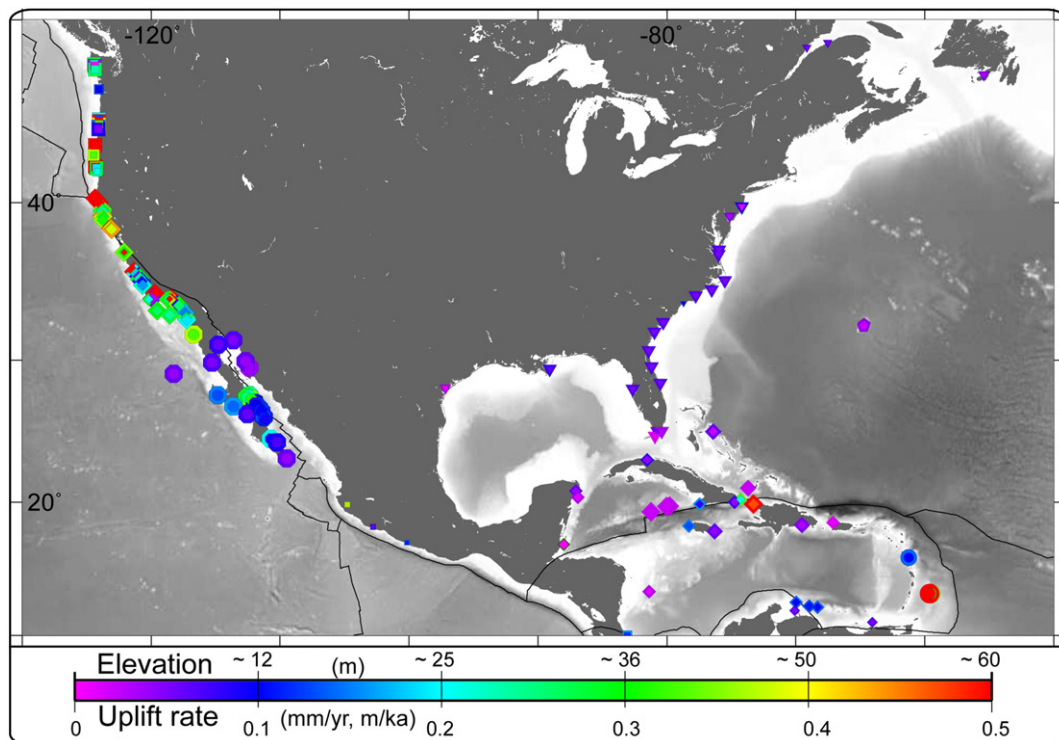 -120° -80°
40°
20°
Elevation ~ 12 (m) ~ 25 ~ 36 ~ 50 ~ 60
Uplift rate (mm/yr, m/ka)
0 0.1 0.2 0.3 0.4 0.5